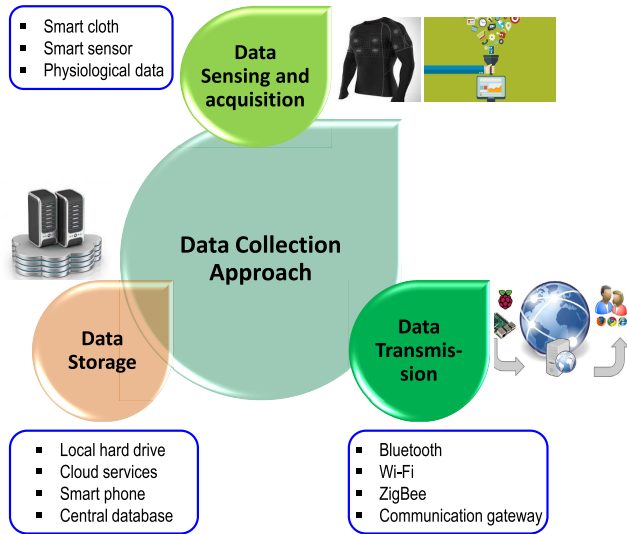 Smart cloth
Smart sensor
Physiological data
Data
Sensing and
acquisition
Data Collection
Approach
Data
Storage
Data
Transmis-
sion
Local hard drive
Cloud services
Smart phone
Central database
Bluetooth
Wi-Fi
ZigBee
Communication gateway